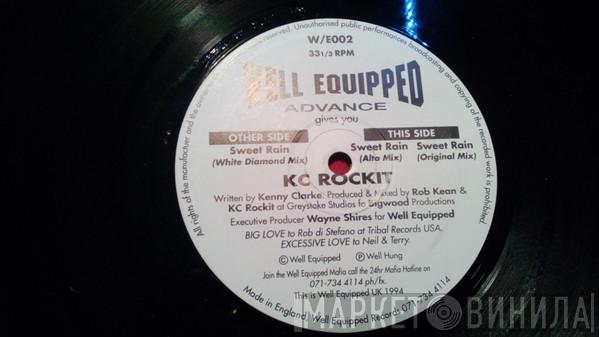 W/E002
33 1/3 RPM
WELL EQUIPPED
ADVANCE
gives you
OTHER SIDE
Sweet Rain
(White Diamond Mix)
THIS SIDE
Sweet Rain Sweet Rain
(Alta Mix) (Original Mix)
KC ROCKIT
Written by Kenny Clarke. Produced & Mixed by Rob Kean &
KC Rockit at Greystoke Studios fo Bigwood Productions
Executive Producer Wayne Shires for Well Equipped
BIG LOVE to Rob di Stefano at Tribal Records USA.
EXCESSIVE LOVE to Neil & Terry.
© Well Equipped ℗ Well Hung
Join the Well Equipped Mafia call the 24hr Mafia Hotline on
071-734 4114 ph/fx.
This is Well Equipped UK 1994
Made in England Well Equipped Records 071-734 4114
All rights of the manufacturer and the
reserved. Unauthorised public performances broadcasting and copying of the recorded work is prohibited.
МАРКЕТ ВИНИЛА